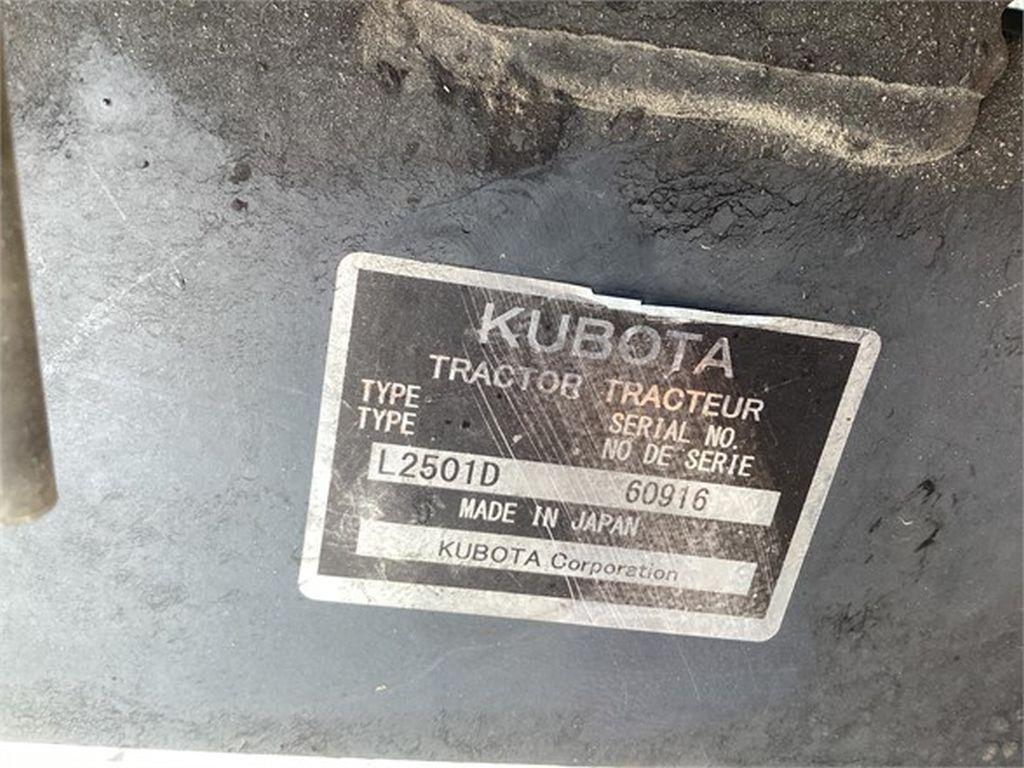 KUBOTA
TRACTOR TRACTEUR
TYPE SERIAL NO.
TYPE NO DE SERIE
L2501D 60916
MADE IN JAPAN
KUBOTA Corporation